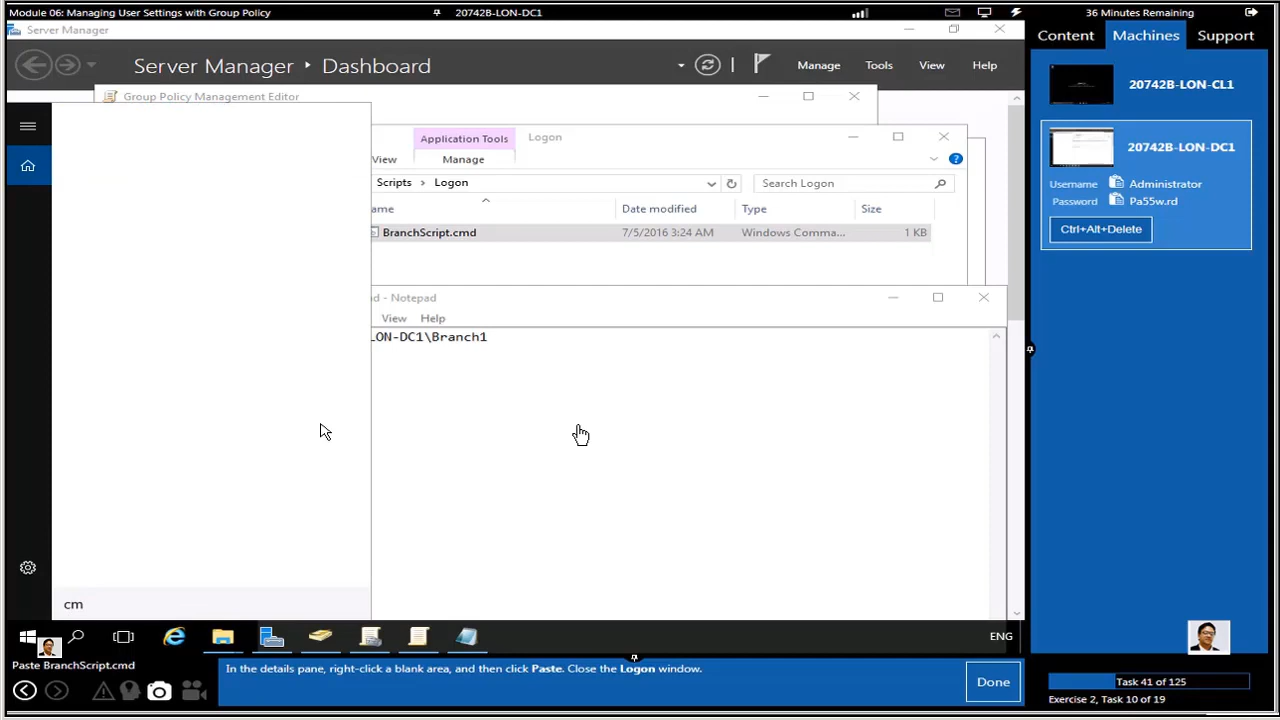 Module 06: Managing User Settings with Group Policy
20742B-LON-DC1
36 Minutes Remaining
Server Manager
Content
Machines
Support
Server Manager
Dashboard
Manage
Tools
View
Help
20742B-LON-CL1
Group Policy Management Editor
Application Tools
Logon
View
Manage
20742B-LON-DC1
Scripts
Logon
Search Logon
Username
Administrator
Password
Pa55w.rd
ame
Date modified
Type
Size
Ctrl+Alt+Delete
BranchScript.cmd
7/5/2016 3:24 AM
Windows Comma...
1 KB
d - Notepad
View
Help
LON-DC1\Branch1
cm
ENG
Paste BranchScript.cmd
In the details pane, right-click a blank area, and then click Paste. Close the Logon window.
Done
Task 41 of 125
Exercise 2, Task 10 of 19